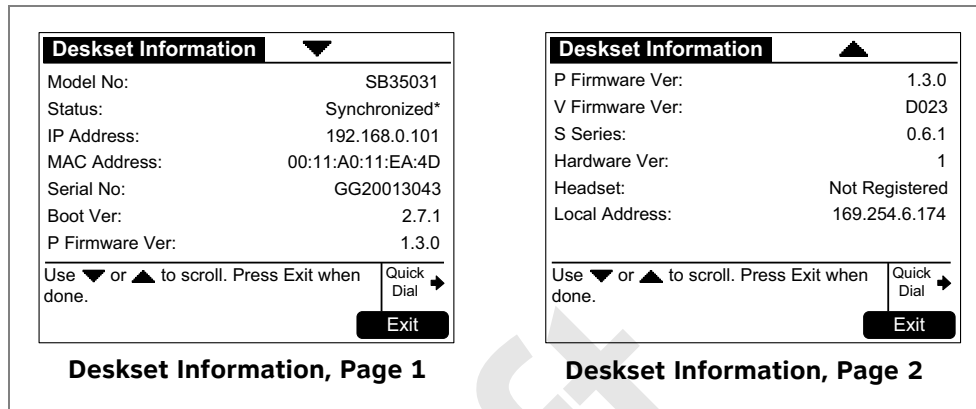 Deskset Information
Model No: SB35031
Status: Synchronized*
IP Address: 192.168.0.101
MAC Address: 00:11:A0:11:EA:4D
Serial No: GG20013043
Boot Ver: 2.7.1
P Firmware Ver: 1.3.0
Use ▼ or ▲ to scroll. Press Exit when
done.
Quick
Dial
Exit
Deskset Information, Page 1
Deskset Information
P Firmware Ver: 1.3.0
V Firmware Ver: D023
S Series: 0.6.1
Hardware Ver: 1
Headset: Not Registered
Local Address: 169.254.6.174
Use ▼ or ▲ to scroll. Press Exit when
done.
Quick
Dial
Exit
Deskset Information, Page 2